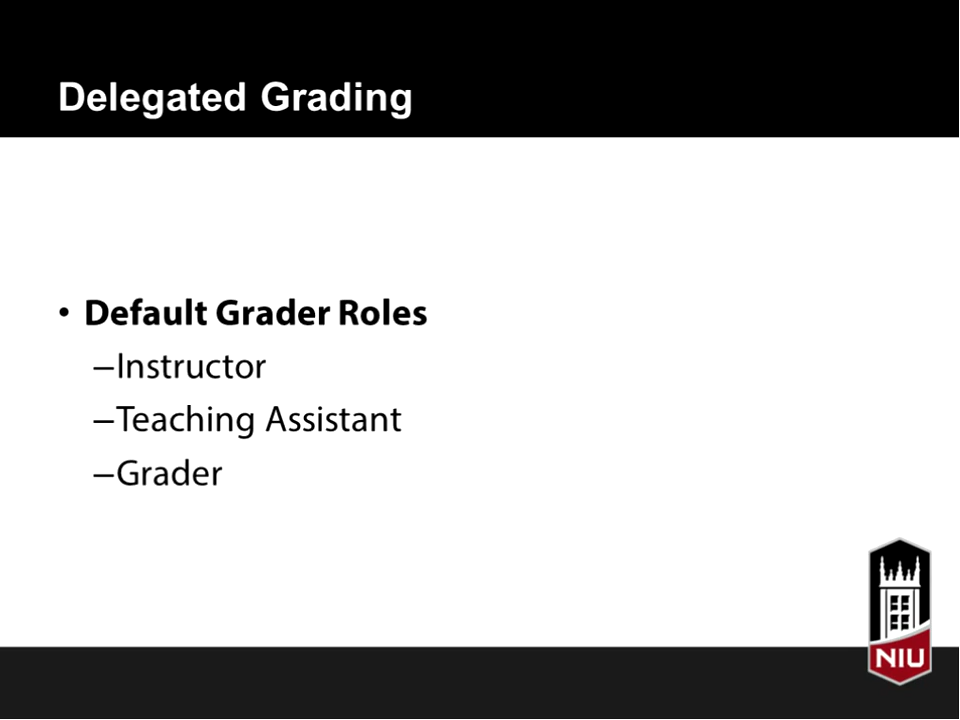 Delegated Grading
• Default Grader Roles
–Instructor
–Teaching Assistant
–Grader
NIU